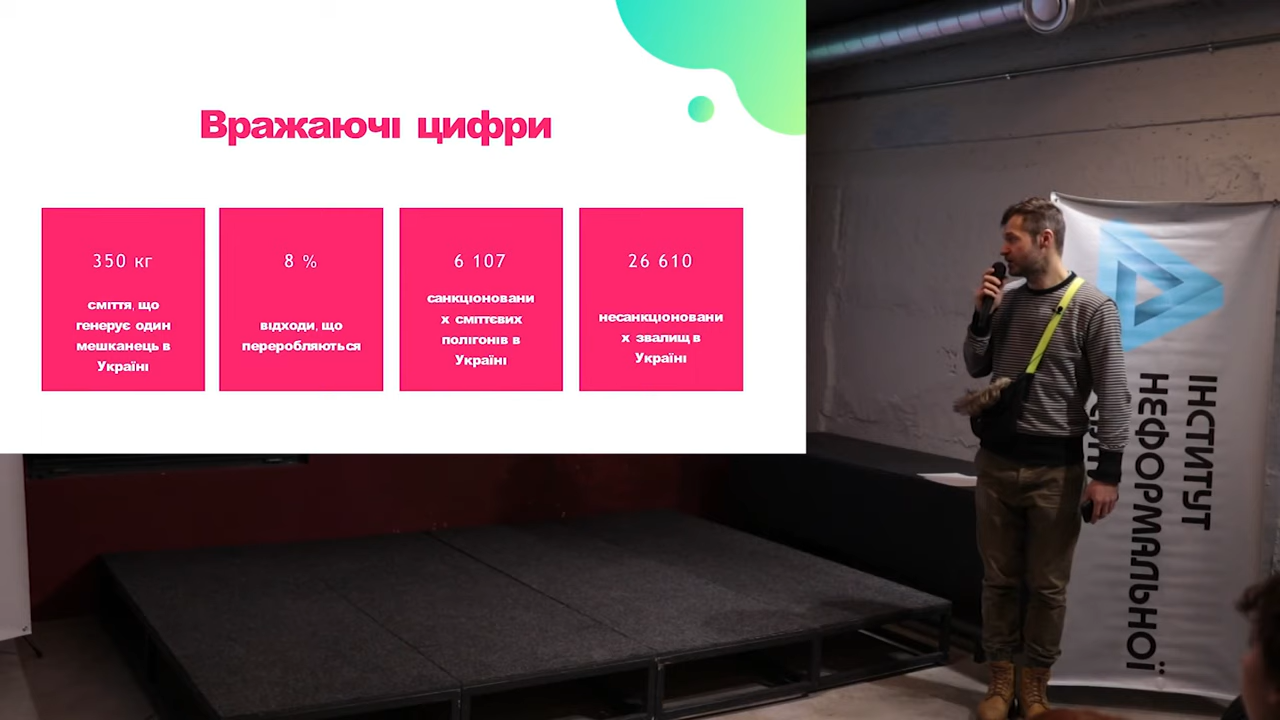 Вражаючі цифри
350 кг
сміття, що
генерує один
мешканець в
Україні
8 %
відходи, що
переробляються
6 107
санкціоновани
х сміттєвих
полігонів в
Україні
26 610
несанкціоновани
х звалищ в
Україні
ІНСТИТУТ
НЕФОРМАЛЬНОЇ